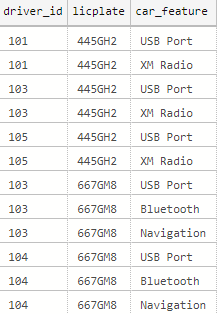 driver_id licplate car_feature
101 445GH2 USB Port
101 445GH2 XM Radio
103 445GH2 USB Port
103 445GH2 XM Radio
105 445GH2 USB Port
105 445GH2 XM Radio
103 667GM8 USB Port
103 667GM8 Bluetooth
103 667GM8 Navigation
104 667GM8 USB Port
104 667GM8 Bluetooth
104 667GM8 Navigation